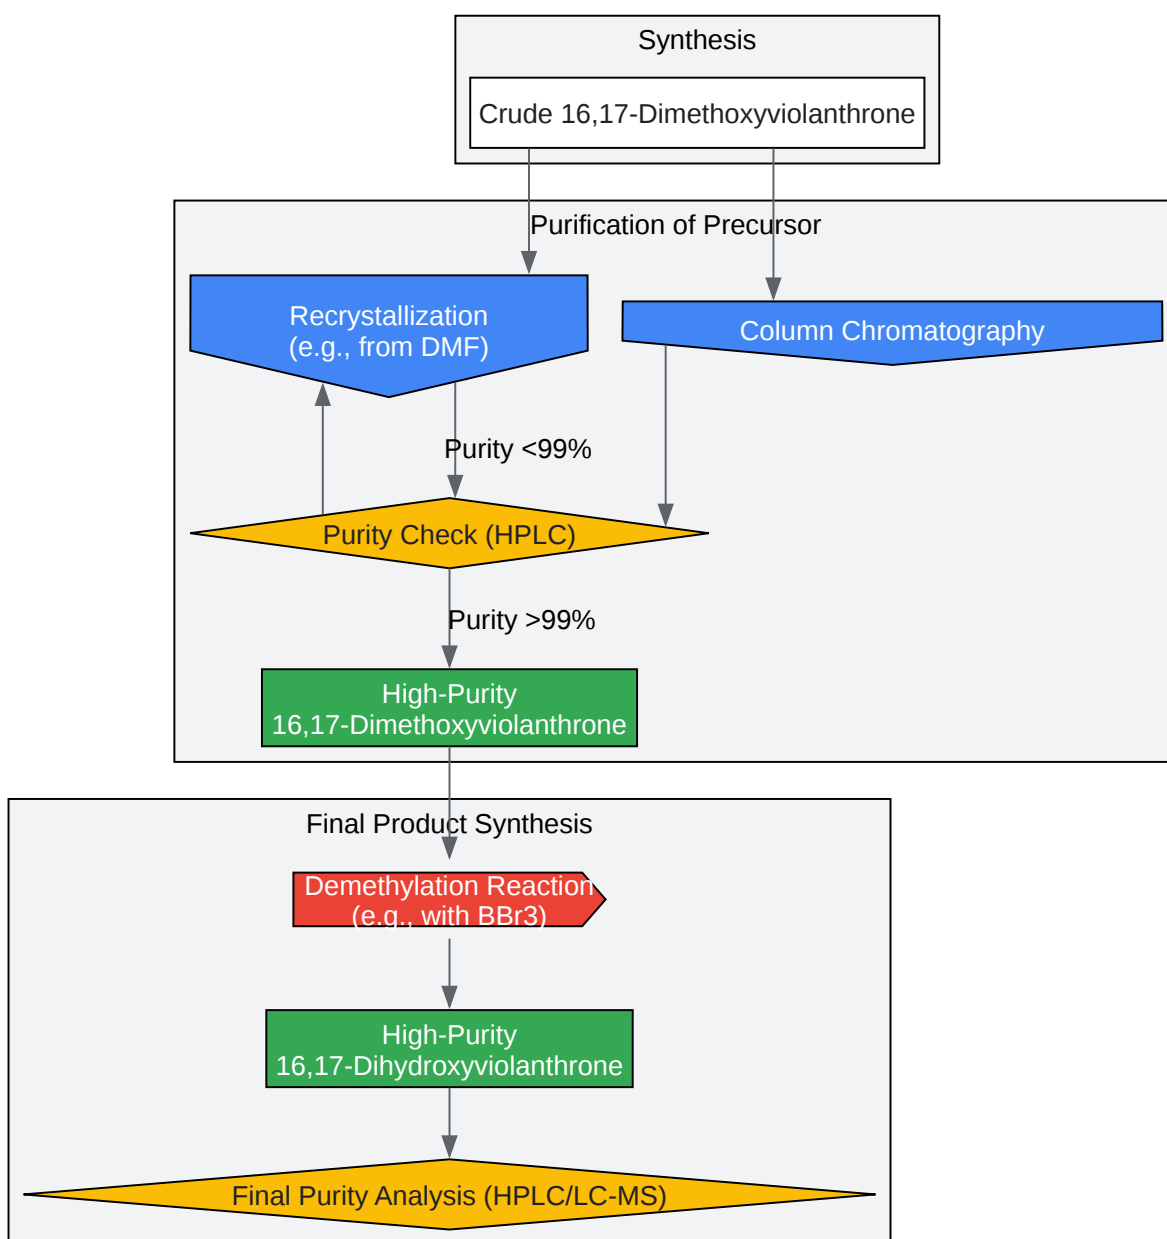 Synthesis
Crude 16,17-Dimethoxyviolanthrone
Purification of Precursor
Recrystallization
(e.g., from DMF)
Column Chromatography
Purity <99%
Purity Check (HPLC)
Purity >99%
High-Purity
16,17-Dimethoxyviolanthrone
Final Product Synthesis
Demethylation Reaction
(e.g., with BBr3)
High-Purity
16,17-Dihydroxyviolanthrone
Final Purity Analysis (HPLC/LC-MS)